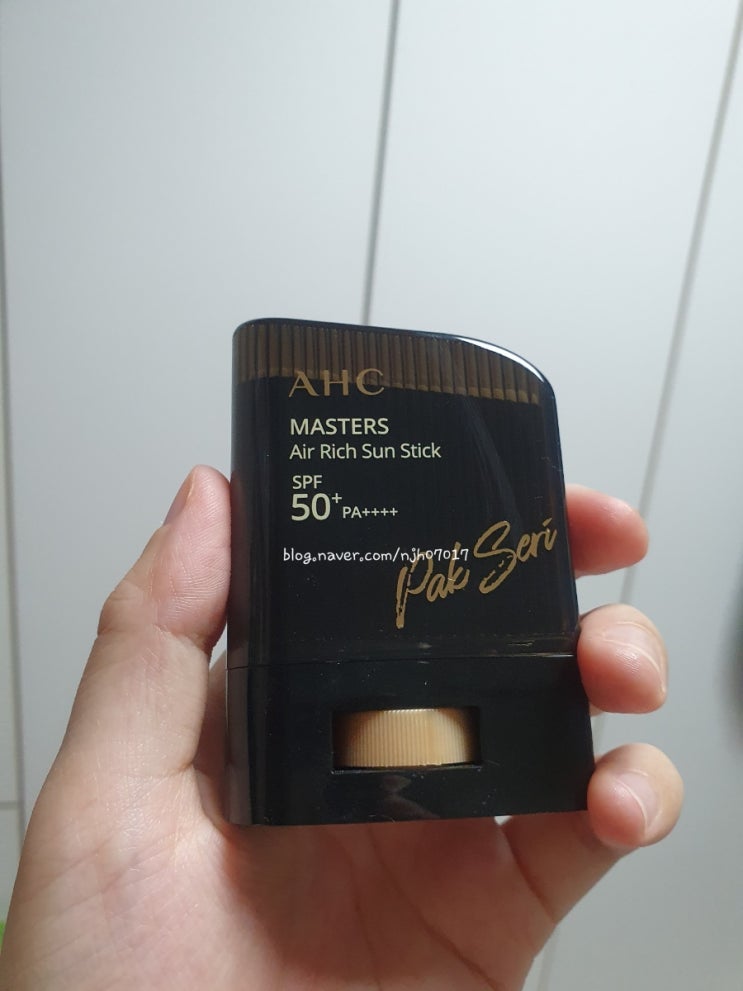 AHC
MASTERS
Air Rich Sun Stick
SPF
50+ PA++++
blog.naver.com/njh07017
Pak Seri